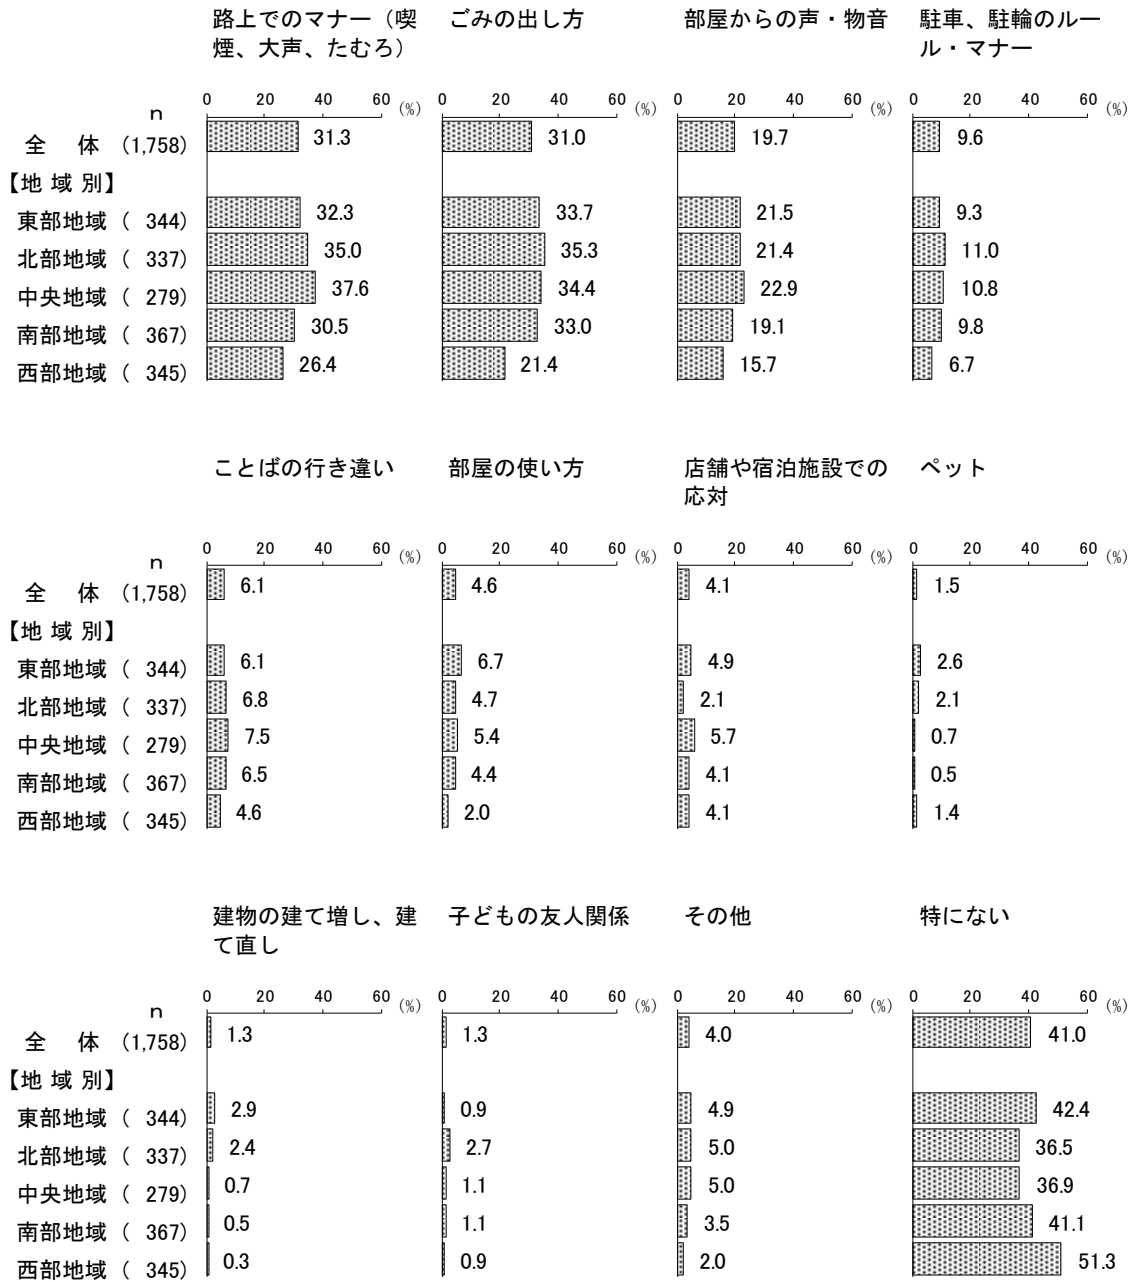 路上でのマナー（喫 ごみの出し方 部屋からの声・物音 駐車、駐輪のルー
煙、大声、たむろ） ル・マナー
0 20 40 60 (%) 0 20 40 60 (%) 0 20 40 60 (%) 0 20 40 60 (%)
n
全 体 (1,758) 31.3 31.0 19.7 9.6
【地 域 別】
東部地域 ( 344) 32.3 33.7 21.5 9.3
北部地域 ( 337) 35.0 35.3 21.4 11.0
中央地域 ( 279) 37.6 34.4 22.9 10.8
南部地域 ( 367) 30.5 33.0 19.1 9.8
西部地域 ( 345) 26.4 21.4 15.7 6.7
ことばの行き違い 部屋の使い方 店舗や宿泊施設での ペット
応対
0 20 40 60 (%) 0 20 40 60 (%) 0 20 40 60 (%) 0 20 40 60 (%)
n
全 体 (1,758) 6.1 4.6 4.1 1.5
【地 域 別】
東部地域 ( 344) 6.1 6.7 4.9 2.6
北部地域 ( 337) 6.8 4.7 2.1 2.1
中央地域 ( 279) 7.5 5.4 5.7 0.7
南部地域 ( 367) 6.5 4.4 4.1 0.5
西部地域 ( 345) 4.6 2.0 4.1 1.4
建物の建て増し、建 子どもの友人関係 その他 特にない
て直し
0 20 40 60 (%) 0 20 40 60 (%) 0 20 40 60 (%) 0 20 40 60 (%)
n
全 体 (1,758) 1.3 1.3 4.0 41.0
【地 域 別】
東部地域 ( 344) 2.9 0.9 4.9 42.4
北部地域 ( 337) 2.4 2.7 5.0 36.5
中央地域 ( 279) 0.7 1.1 5.0 36.9
南部地域 ( 367) 0.5 1.1 3.5 41.1
西部地域 ( 345) 0.3 0.9 2.0 51.3